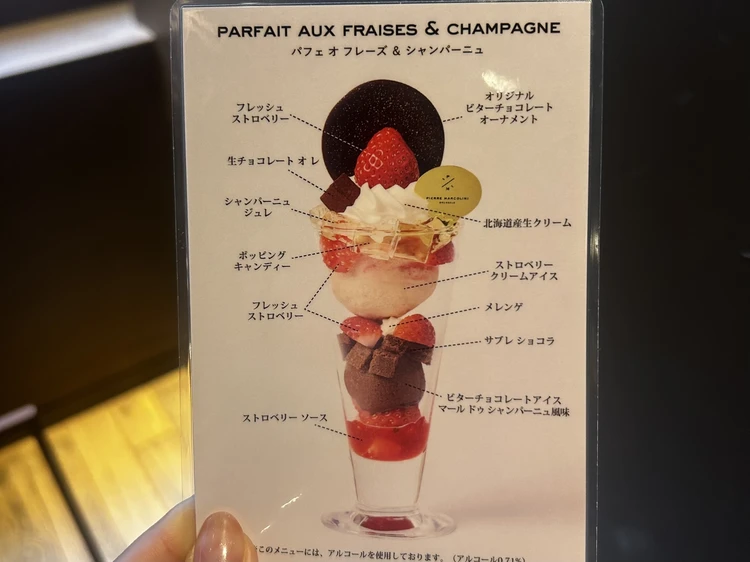 PARFAIT AUX FRAISES & CHAMPAGNE
パフェ オ フレーズ & シャンパーニュ
フレッシュ
ストロベリー
オリジナル
ビターチョコレート
オーナメント
生チョコレート オ レ
PIERRE MARCOLINI
シャンパーニュ
ジュレ
北海道産生クリーム
ポッピング
キャンディー
ストロベリー
クリームアイス
フレッシュ
ストロベリー
メレンゲ
サブレ ショコラ
ビターチョコレートアイス
マール ドゥ シャンパーニュ風味
ストロベリー ソース
このメニューには、アルコールを使用しております。(アルコール0.71%)